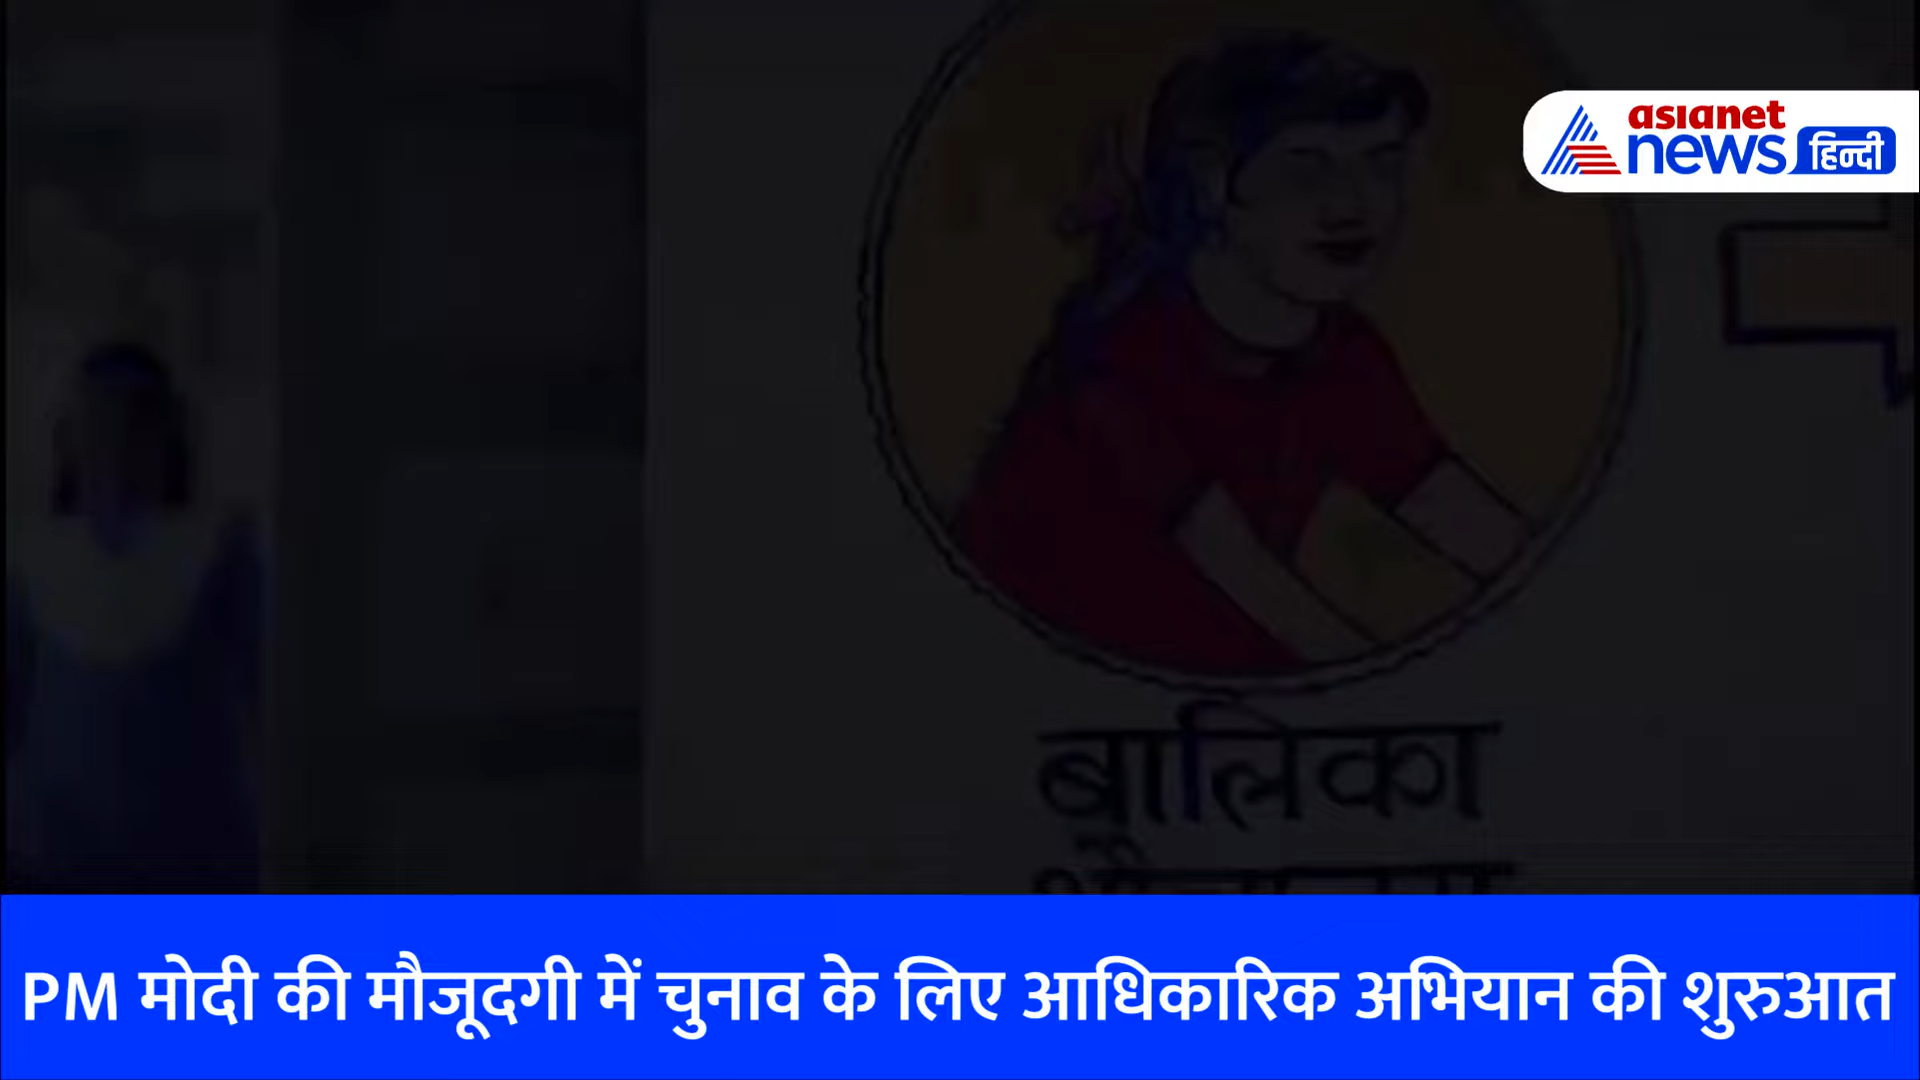 asianet
news हिन्दी
बालिका
PM मोदी की मौजूदगी में चुनाव के लिए आधिकारिक अभियान की शुरुआत